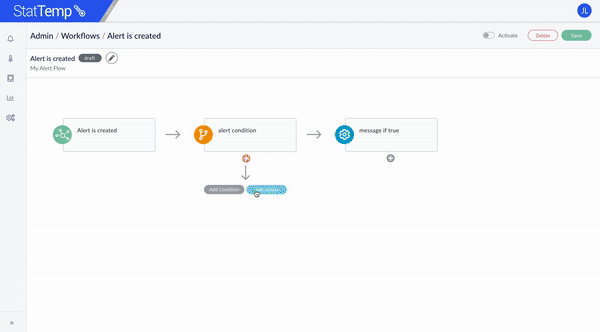 StatTemp
JL
Admin / Workflows / Alert is created
Activate
Delete
Save
Alert is created
draft
My Alert Flow
Alert is created
alert condition
message if true
Add Condition
»